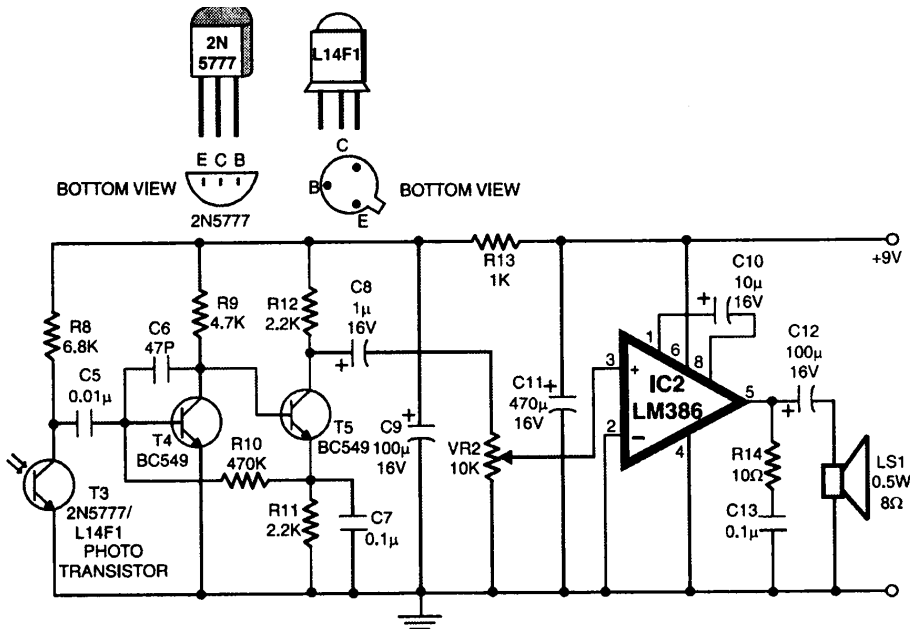 2N
5777
L14F1
E C B
BOTTOM VIEW
2N5777
C
B
E
BOTTOM VIEW
R13
1K
+9V
R8
6.8K
C6
47P
R9
4.7K
R12
2.2K
C8
1µ
16V
+
C10
10µ
16V
+
C5
0.01µ
T4
BC549
R10
470K
T5
BC549
C9
100µ
16V
+
VR2
10K
C11
470µ
16V
+
1
6
8
3
+
IC2
LM386
2
−
4
5
C12
100µ
16V
+
R14
10Ω
C13
0.1µ
LS1
0.5W
8Ω
T3
2N5777/
L14F1
PHOTO
TRANSISTOR
R11
2.2K
C7
0.1µ